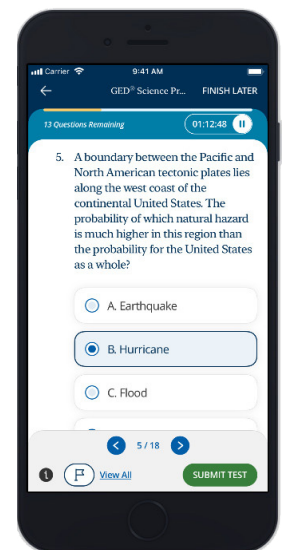 Carrier 9:41 AM
GED® Science Pr... FINISH LATER
13 Questions Remaining 01:12:48
5. A boundary between the Pacific and
North American tectonic plates lies
along the west coast of the
continental United States. The
probability of which natural hazard
is much higher in this region than
the probability for the United States
as a whole?
A. Earthquake
B. Hurricane
C. Flood
5 / 18
View All SUBMIT TEST